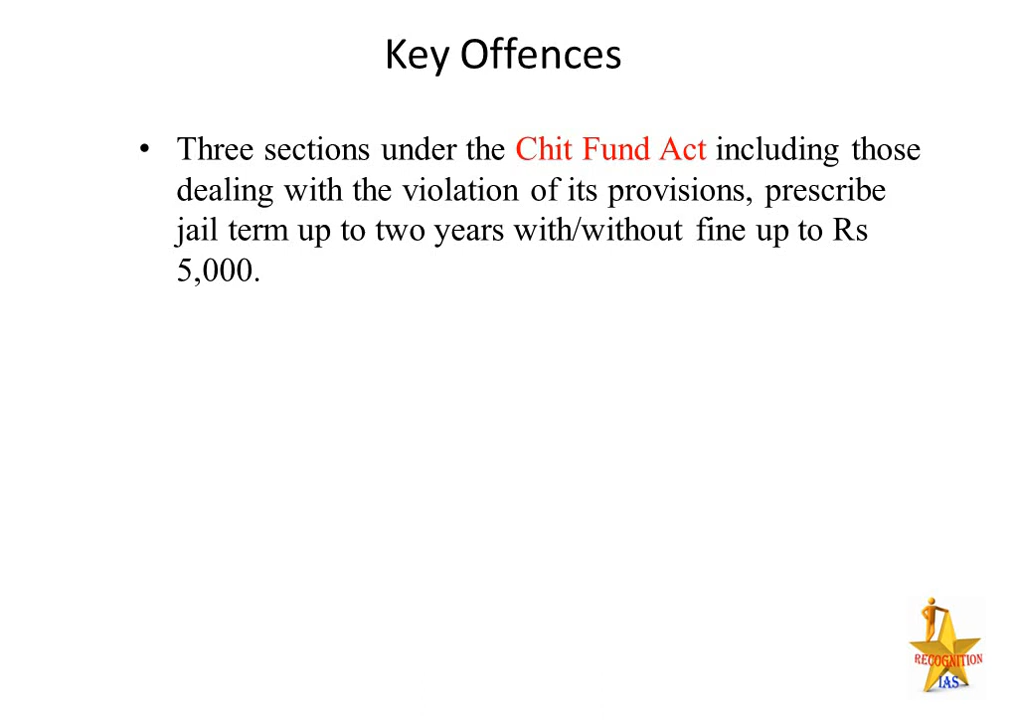 Key Offences
• Three sections under the Chit Fund Act including those
dealing with the violation of its provisions, prescribe
jail term up to two years with/without fine up to Rs
5,000.
RECOGNITION
IAS